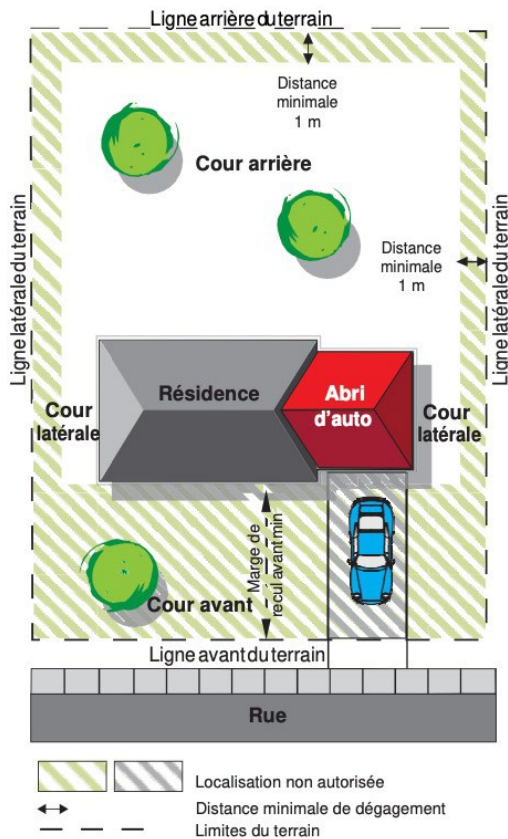 Ligne arrière du terrain
Distance
minimale
1 m
Cour arrière
Ligne latérale du terrain
Distance
minimale
1 m
Ligne latérale du terrain
Résidence
Abri
d'auto
Cour
latérale
Cour
latérale
Marge de
recul avant min
Cour avant
Ligne avant du terrain
Rue
Localisation non autorisée
Distance minimale de dégagement
Limites du terrain